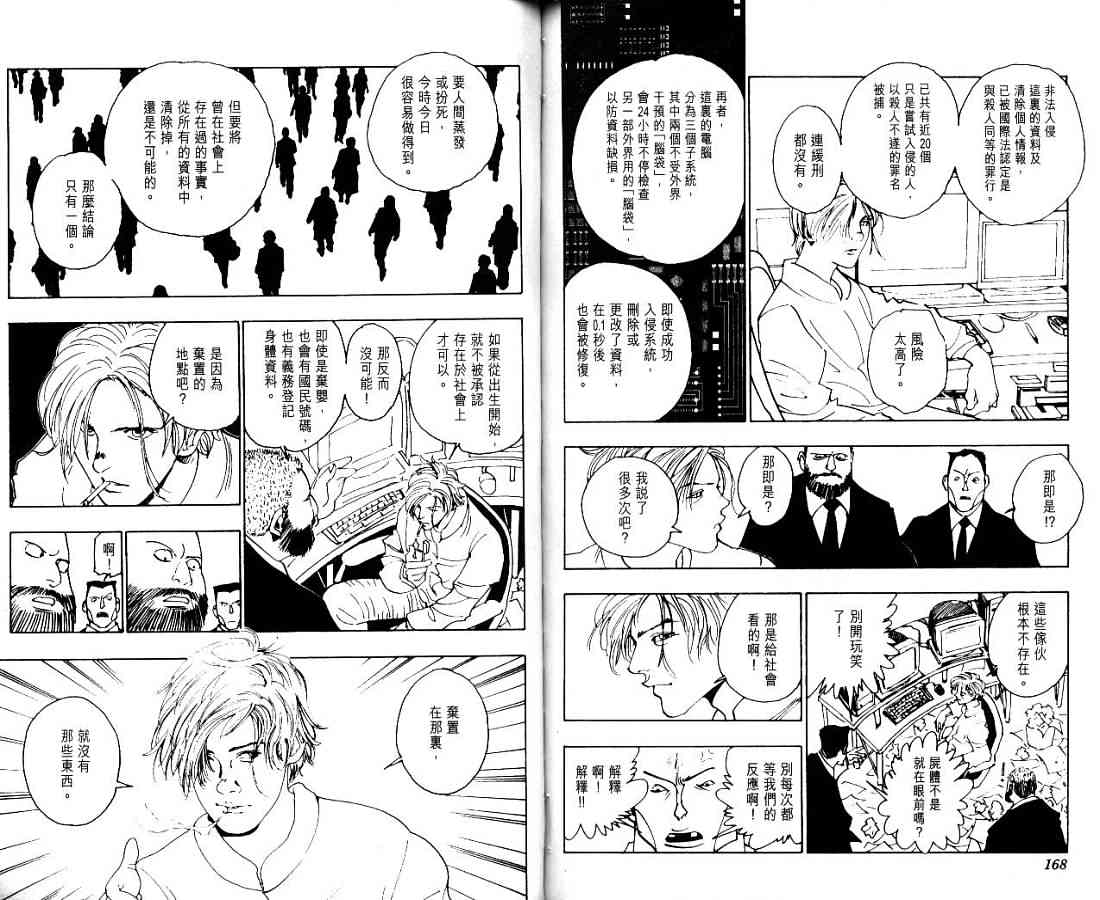 非法入侵
這裏的資料及
清除個人情報，
已被國際法認定是
與殺人同等的罪行。
已共有近20個
只是嘗試入侵的人
以殺人不遂的罪名
被捕。
連緩刑
都沒有。
風險
太高了。
再者，
這裏的電腦
分為三個子系統，
其中兩個不受外界
干預的「腦袋」，
會24小時不停檢查
另一部外界用的「腦袋」，
以防資料缺損。
即使成功
入侵系統，
刪除或
更改了資料，
在0.1秒後
也會被修復。
那即是!?
那即是？
我說了
很多次吧？
這些傢伙
根本不存在。
別開玩笑
了！
屍體不是
就在眼前嗎？
那是給社會
看的啊！
別每次都
等我們的
反應啊！
解釋
啊！
解釋!!
168
要人間蒸發
或扮死，
今時今日
很容易做得到。
但要將
曾在社會上
存在過的事實，
從所有的資料中
清除掉，
還是不可能的。
那麼結論
只有一個。
如果從出生開始，
就不被承認
存在於社會上
才可以。
那反而
沒可能！
即使是棄嬰，
也會有國民號碼，
也有義務登記
身體資料。
是因為
棄置的
地點吧？
啊！
棄置
在那裏，
就沒有
那些東西。